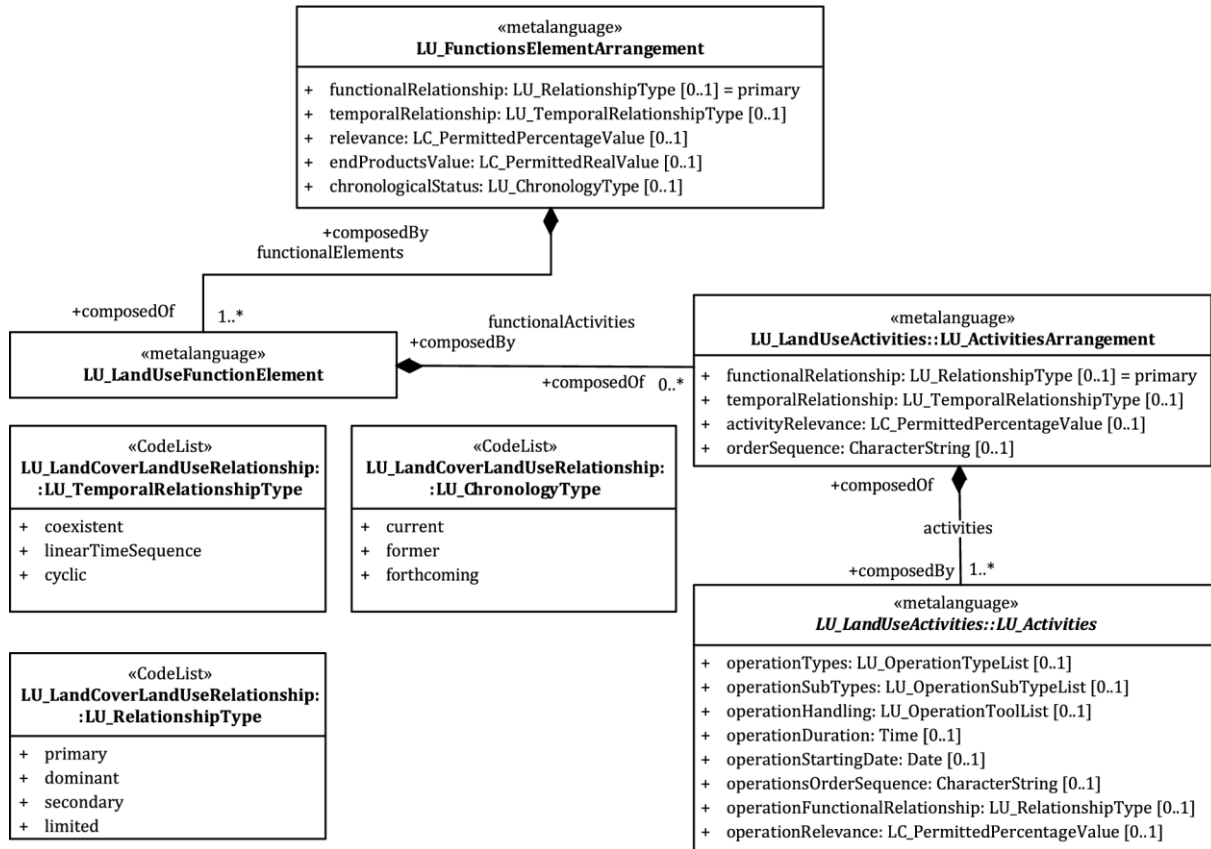 «metalanguage»
LU_FunctionsElementArrangement
+ functionalRelationship: LU_RelationshipType [0..1] = primary
+ temporalRelationship: LU_TemporalRelationshipType [0..1]
+ relevance: LC_PermittedPercentageValue [0..1]
+ endProductsValue: LC_PermittedRealValue [0..1]
+ chronologicalStatus: LU_ChronologyType [0..1]
+composedBy
functionalElements
+composedOf
1..*
«metalanguage»
LU_LandUseFunctionElement
functionalActivities
+composedBy
+composedOf
0..*
«metalanguage»
LU_LandUseActivities::LU_ActivitiesArrangement
+ functionalRelationship: LU_RelationshipType [0..1] = primary
+ temporalRelationship: LU_TemporalRelationshipType [0..1]
+ activityRelevance: LC_PermittedPercentageValue [0..1]
+ orderSequence: CharacterString [0..1]
«CodeList»
LU_LandCoverLandUseRelationship:
:LU_TemporalRelationshipType
+ coexistent
+ linearTimeSequence
+ cyclic
«CodeList»
LU_LandCoverLandUseRelationship:
:LU_ChronologyType
+ current
+ former
+ forthcoming
+composedOf
activities
+composedBy
1..*
«metalanguage»
LU_LandUseActivities::LU_Activities
+ operationTypes: LU_OperationTypeList [0..1]
+ operationSubTypes: LU_OperationSubTypeList [0..1]
+ operationHandling: LU_OperationToolList [0..1]
+ operationDuration: Time [0..1]
+ operationStartingDate: Date [0..1]
+ operationsOrderSequence: CharacterString [0..1]
+ operationFunctionalRelationship: LU_RelationshipType [0..1]
+ operationRelevance: LC_PermittedPercentageValue [0..1]
«CodeList»
LU_LandCoverLandUseRelationship:
:LU_RelationshipType
+ primary
+ dominant
+ secondary
+ limited